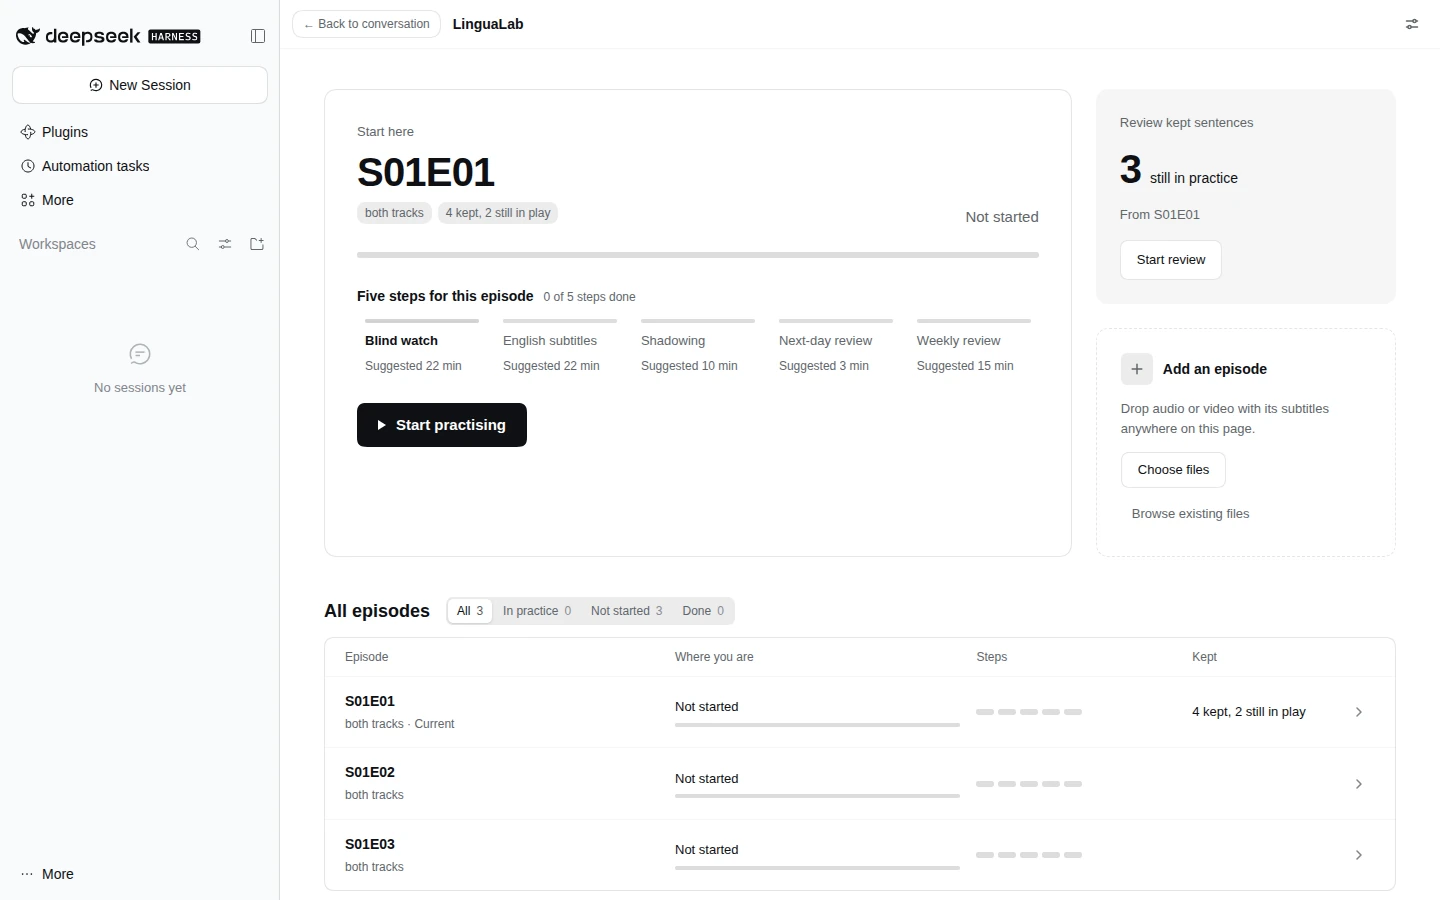 deepseek HARNESS
New Session
Plugins
Automation tasks
More
Workspaces
No sessions yet
More
← Back to conversation
LinguaLab
Start here
S01E01
both tracks
4 kept, 2 still in play
Not started
Five steps for this episode
0 of 5 steps done
Blind watch
Suggested 22 min
English subtitles
Suggested 22 min
Shadowing
Suggested 10 min
Next-day review
Suggested 3 min
Weekly review
Suggested 15 min
Start practising
Review kept sentences
3 still in practice
From S01E01
Start review
Add an episode
Drop audio or video with its subtitles
anywhere on this page.
Choose files
Browse existing files
All episodes
All 3
In practice 0
Not started 3
Done 0
Episode
Where you are
Steps
Kept
S01E01
both tracks · Current
Not started
4 kept, 2 still in play
S01E02
both tracks
Not started
S01E03
both tracks
Not started